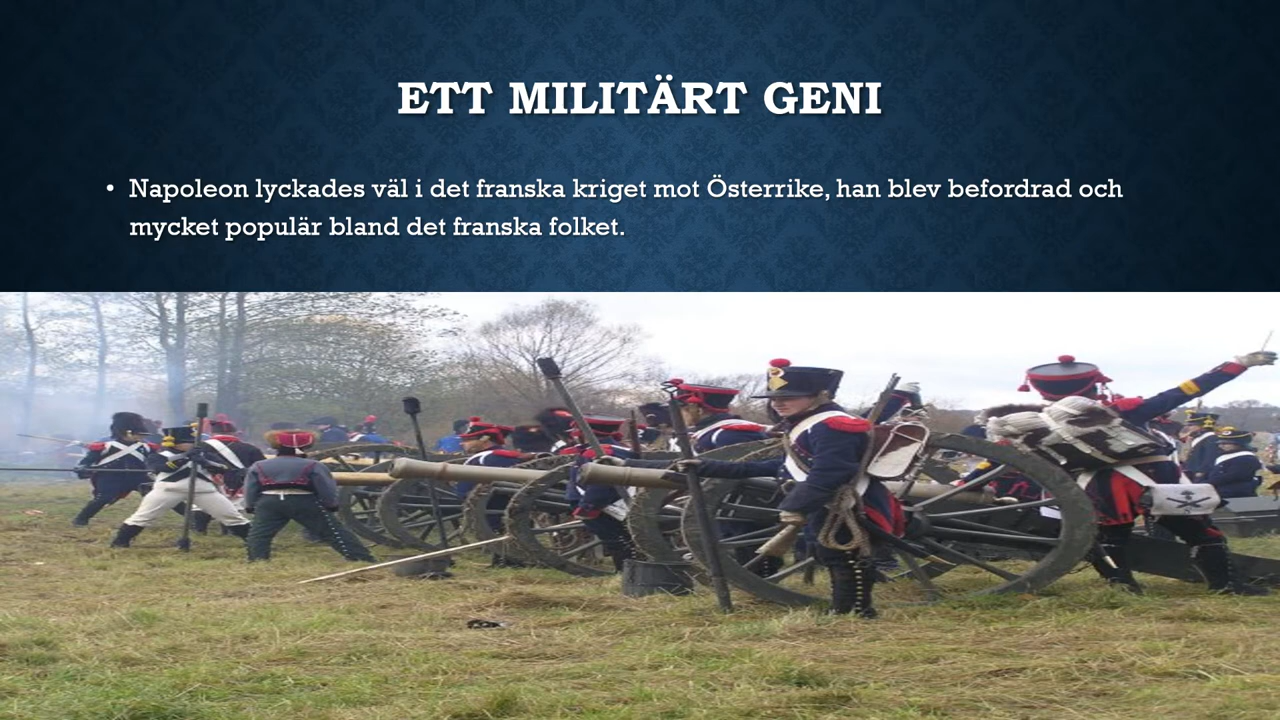 ETT MILITÄRT GENI
• Napoleon lyckades väl i det franska kriget mot Österrike, han blev befordrad och
mycket populär bland det franska folket.